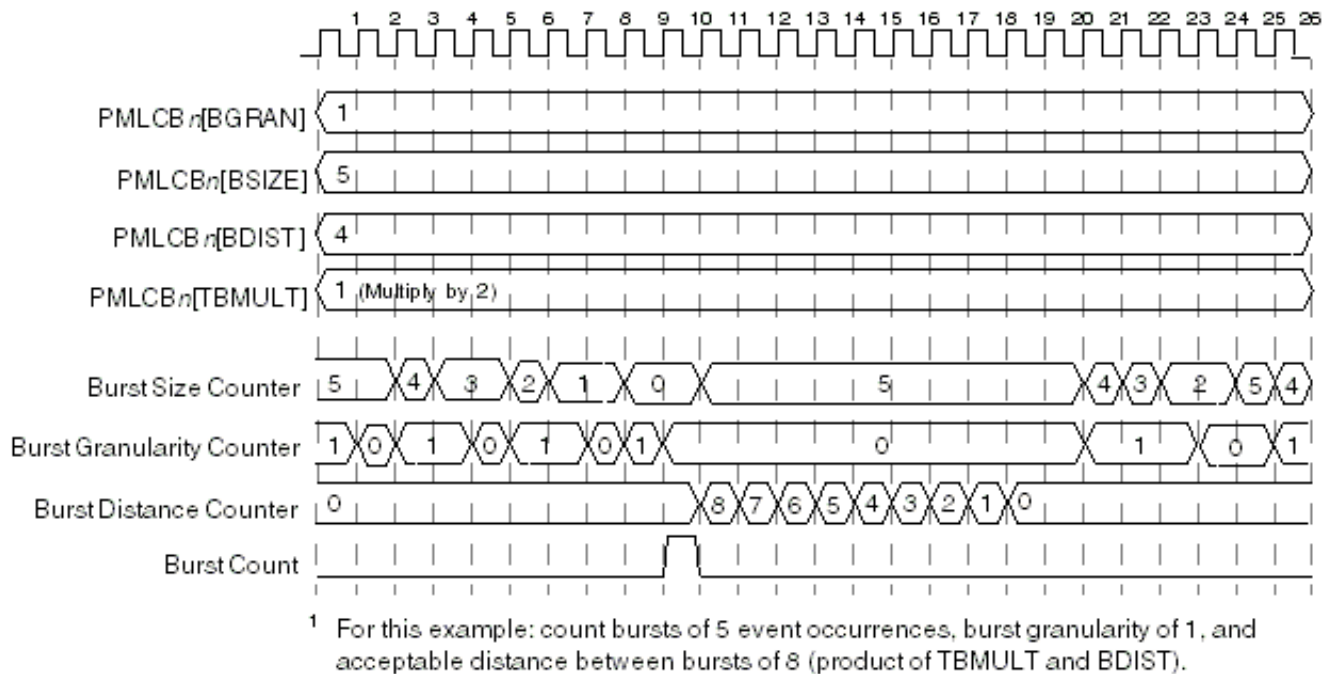 1 2 3 4 5 6 7 8 9 10 11 12 13 14 15 16 17 18 19 20 21 22 23 24 25 26
PMLCBn[BGRAN] 1
PMLCBn[BSIZE] 5
PMLCBn[BDIST] 4
PMLCBn[TBMULT] 1 (Multiply by 2)
Burst Size Counter 5 4 3 2 1 0 5 4 3 2 5 4
Burst Granularity Counter 1 0 1 0 1 0 1 0 1 0 1
Burst Distance Counter 0 8 7 6 5 4 3 2 1 0
Burst Count
1 For this example: count bursts of 5 event occurrences, burst granularity of 1, and
acceptable distance between bursts of 8 (product of TBMULT and BDIST).